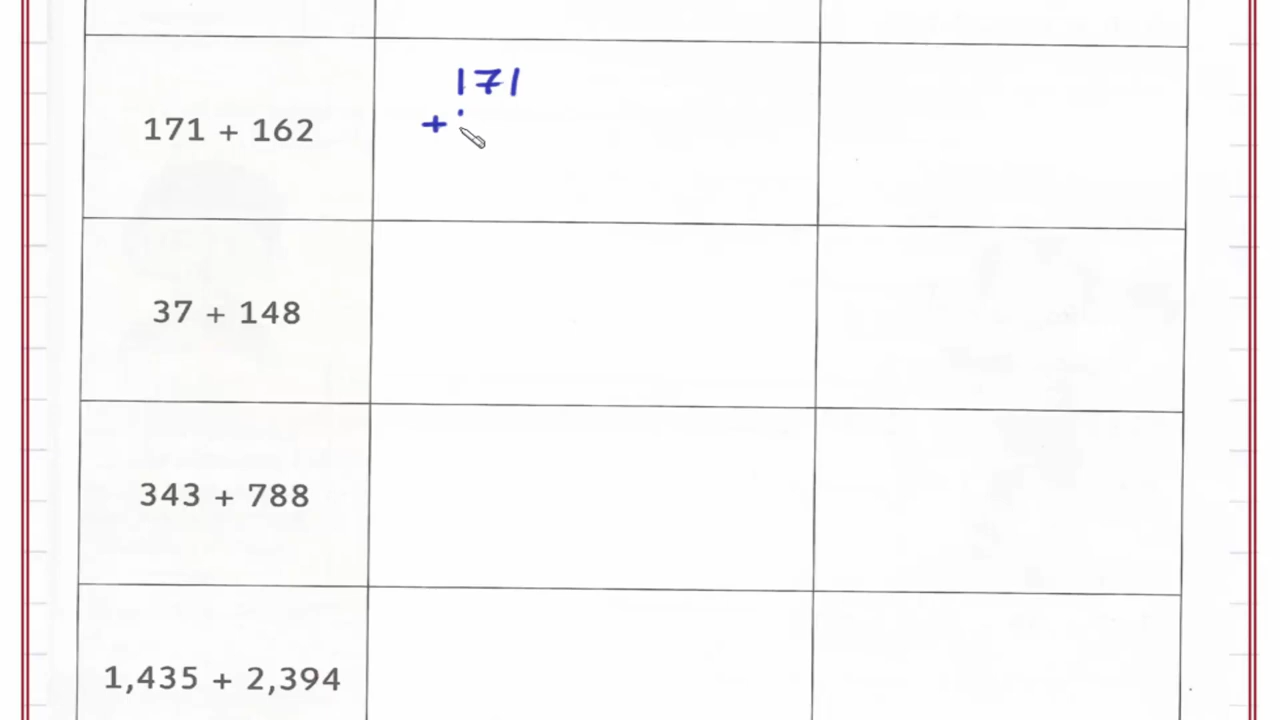 171
171 + 162 +
37 + 148
343 + 788
1,435 + 2,394